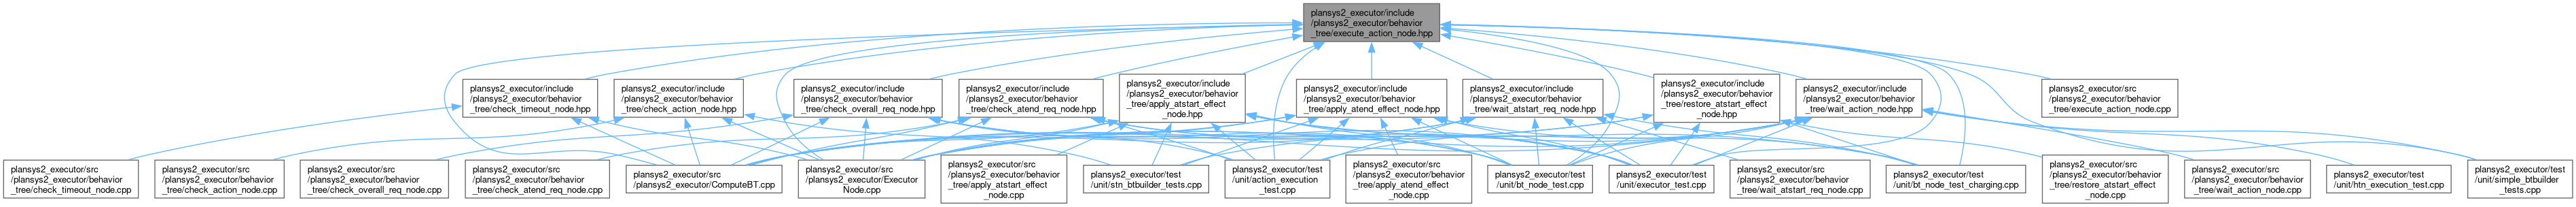 plansys2_executor/include
/plansys2_executor/behavior
_tree/execute_action_node.hpp
plansys2_executor/include
/plansys2_executor/behavior
_tree/check_timeout_node.hpp
plansys2_executor/include
/plansys2_executor/behavior
_tree/check_action_node.hpp
plansys2_executor/include
/plansys2_executor/behavior
_tree/check_overall_req_node.hpp
plansys2_executor/include
/plansys2_executor/behavior
_tree/check_atend_req_node.hpp
plansys2_executor/include
/plansys2_executor/behavior
_tree/apply_atstart_effect
_node.hpp
plansys2_executor/include
/plansys2_executor/behavior
_tree/apply_atend_effect
_node.hpp
plansys2_executor/include
/plansys2_executor/behavior
_tree/wait_atstart_req_node.hpp
plansys2_executor/include
/plansys2_executor/behavior
_tree/restore_atstart_effect
_node.hpp
plansys2_executor/include
/plansys2_executor/behavior
_tree/wait_action_node.hpp
plansys2_executor/src
/plansys2_executor/behavior
_tree/execute_action_node.cpp
plansys2_executor/src
/plansys2_executor/behavior
_tree/check_timeout_node.cpp
plansys2_executor/src
/plansys2_executor/behavior
_tree/check_action_node.cpp
plansys2_executor/src
/plansys2_executor/behavior
_tree/check_overall_req_node.cpp
plansys2_executor/src
/plansys2_executor/behavior
_tree/check_atend_req_node.cpp
plansys2_executor/src
/plansys2_executor/ComputeBT.cpp
plansys2_executor/src
/plansys2_executor/Executor
Node.cpp
plansys2_executor/src
/plansys2_executor/behavior
_tree/apply_atstart_effect
_node.cpp
plansys2_executor/test
/unit/stn_btbuilder_tests.cpp
plansys2_executor/test
/unit/action_execution
_test.cpp
plansys2_executor/src
/plansys2_executor/behavior
_tree/apply_atend_effect
_node.cpp
plansys2_executor/test
/unit/bt_node_test.cpp
plansys2_executor/test
/unit/executor_test.cpp
plansys2_executor/src
/plansys2_executor/behavior
_tree/wait_atstart_req_node.cpp
plansys2_executor/test
/unit/bt_node_test_charging.cpp
plansys2_executor/src
/plansys2_executor/behavior
_tree/restore_atstart_effect
_node.cpp
plansys2_executor/src
/plansys2_executor/behavior
_tree/wait_action_node.cpp
plansys2_executor/test
/unit/htn_execution_test.cpp
plansys2_executor/test
/unit/simple_btbuilder
_tests.cpp